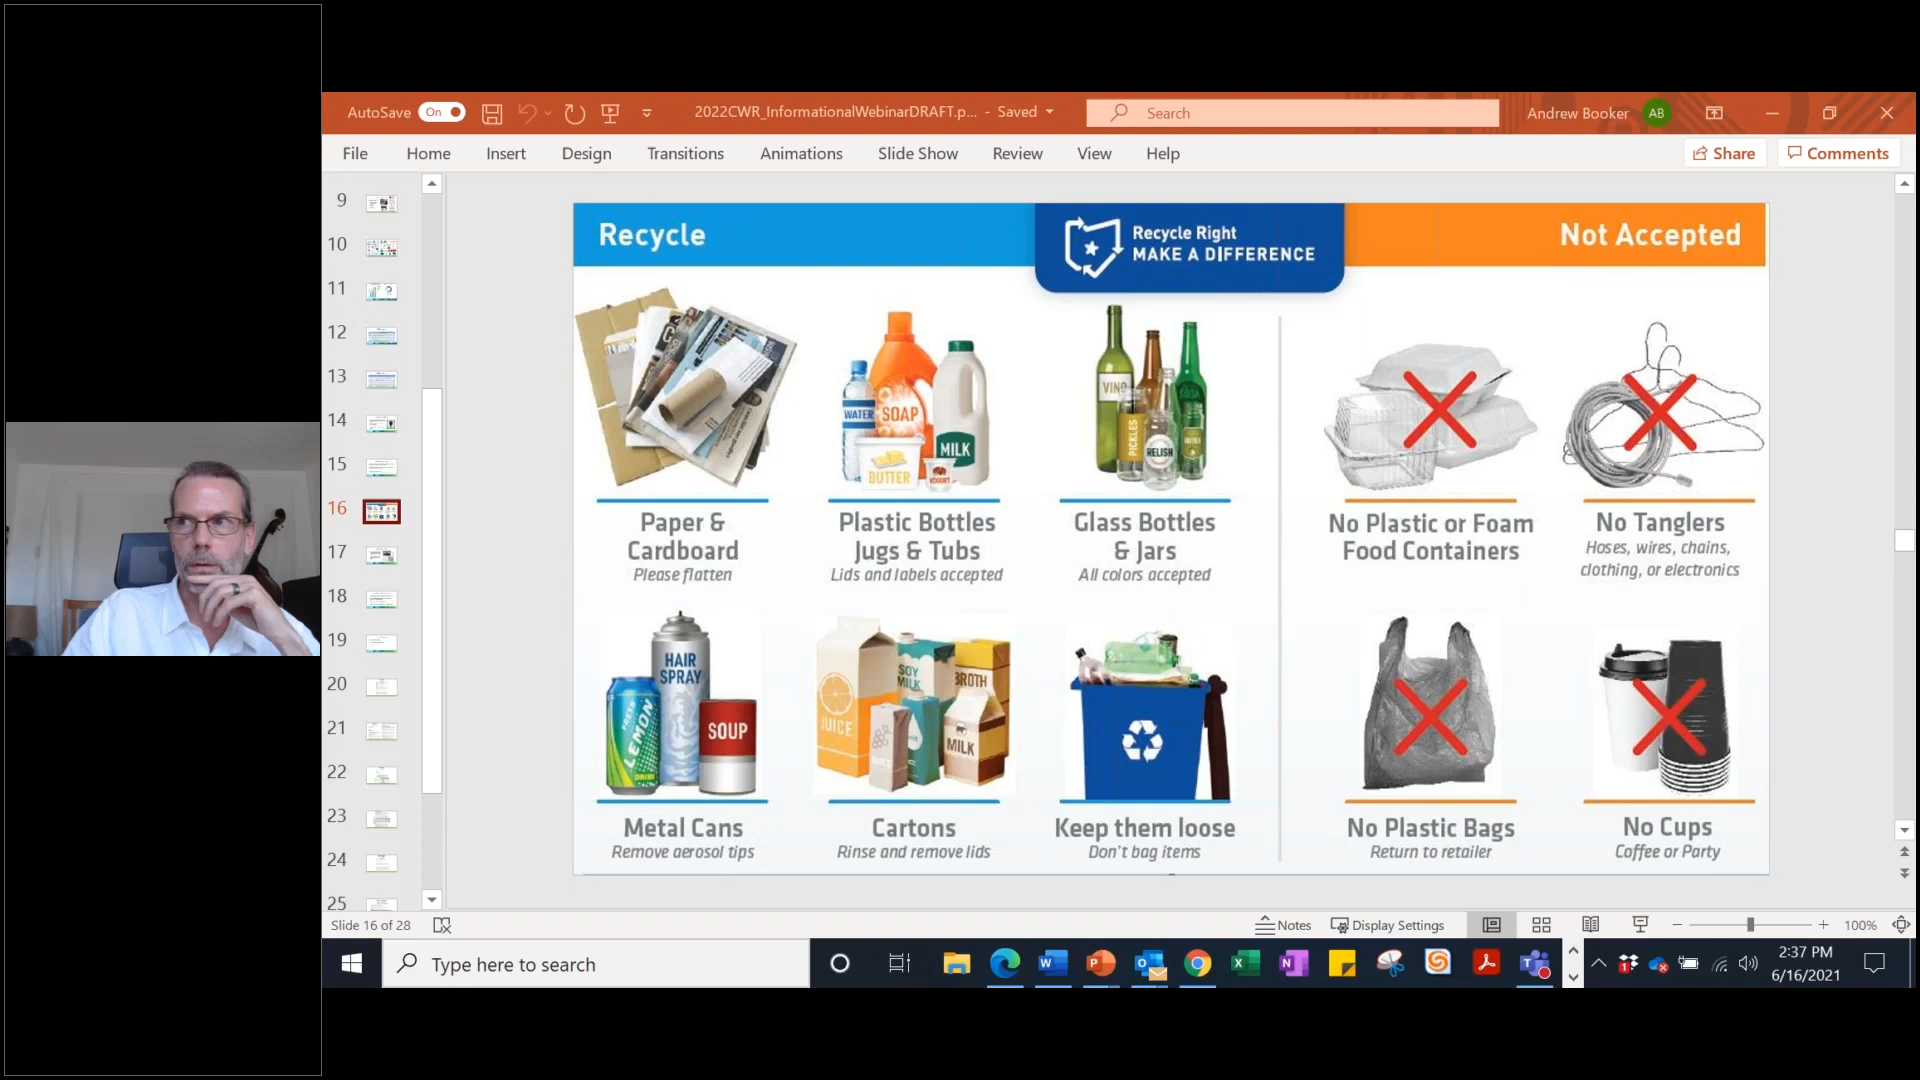 AutoSave On 2022CWR_InformationalWebinarDRAFT.p... - Saved Search Andrew Booker AB
File Home Insert Design Transitions Animations Slide Show Review View Help Share Comments
9
10
11
12
13
14
15
16
17
18
19
20
21
22
23
24
25
Recycle
Recycle Right
MAKE A DIFFERENCE
Not Accepted
WATER
SOAP
MILK
BUTTER
YOGURT
VINO
PICKLES
RELISH
SODA
Paper &
Cardboard
Please flatten
Plastic Bottles
Jugs & Tubs
Lids and labels accepted
Glass Bottles
& Jars
All colors accepted
No Plastic or Foam
Food Containers
No Tanglers
Hoses, wires, chains,
clothing, or electronics
LEMON
HAIR
SPRAY
SOUP
JUICE
SOY
MILK
BROTH
MILK
Metal Cans
Remove aerosol tips
Cartons
Rinse and remove lids
Keep them loose
Don't bag items
No Plastic Bags
Return to retailer
No Cups
Coffee or Party
Slide 16 of 28 Notes Display Settings 100%
Type here to search
2:37 PM
6/16/2021